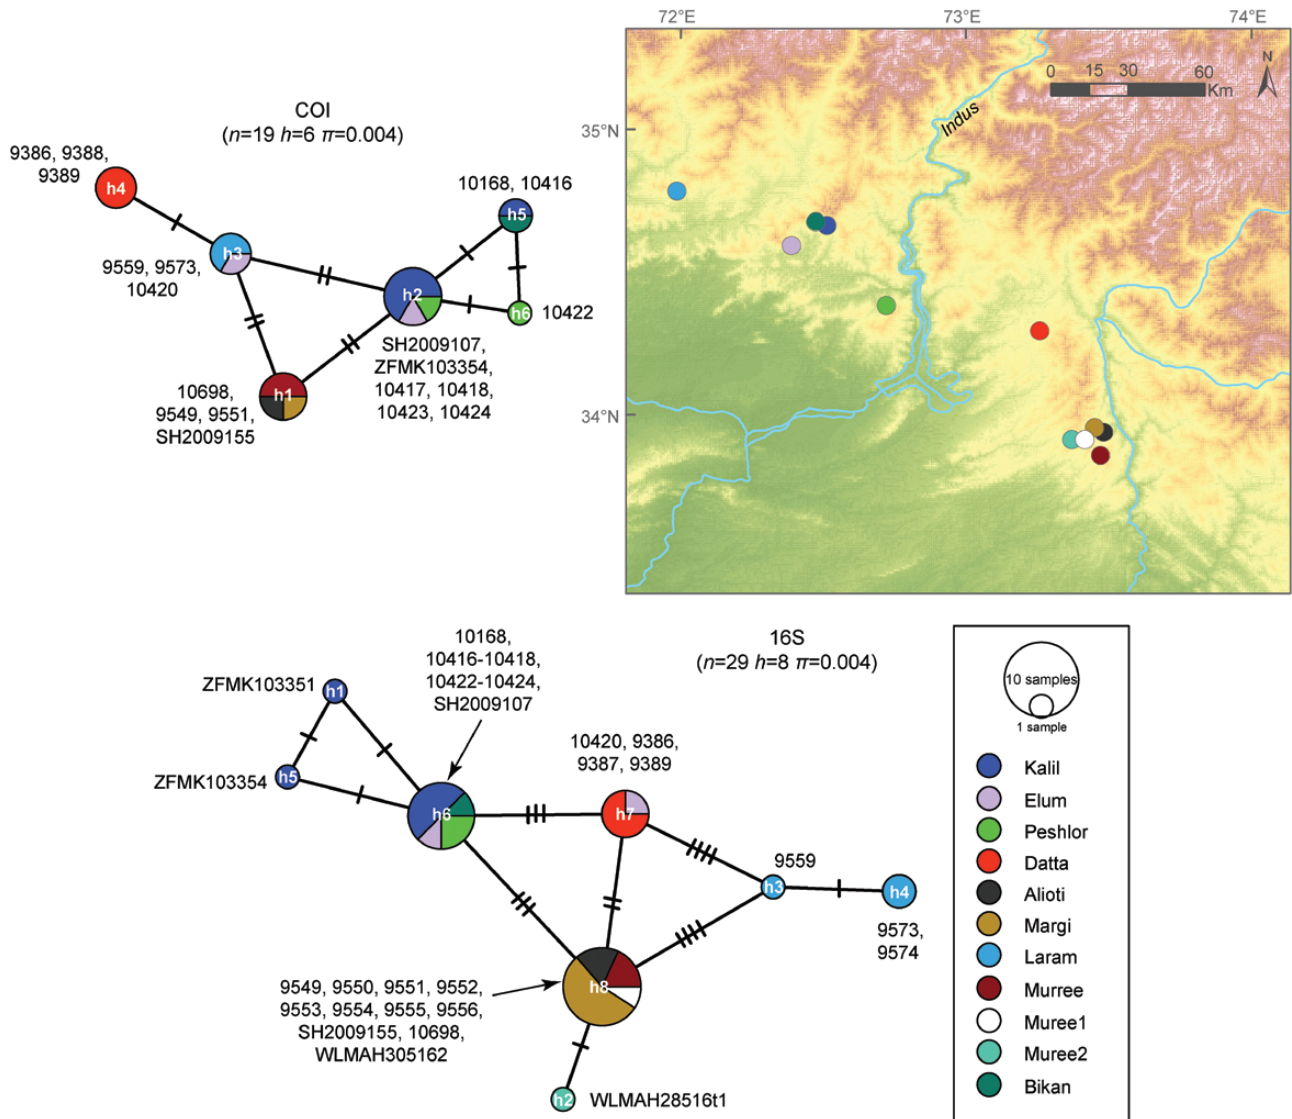 72°E
73°E
74°E
35°N
34°N
Indus
0 15 30 60
Km
N
COI
(n=19 h=6 π=0.004)
9386, 9388,
9389
h4
h3
9559, 9573,
10420
10168, 10416
h5
h2
h6
10422
SH2009107,
ZFMK103354,
10417, 10418,
10423, 10424
10698,
9549, 9551,
SH2009155
h1
16S
(n=29 h=8 π=0.004)
10168,
10416-10418,
10422-10424,
SH2009107
ZFMK103351
h1
ZFMK103354
h5
h6
10420, 9386,
9387, 9389
h7
9559
h3
h4
9573,
9574
9549, 9550, 9551, 9552,
9553, 9554, 9555, 9556,
SH2009155, 10698,
WLMAH305162
h8
h2
WLMAH28516t1
10 samples
1 sample
Kalil
Elum
Peshlor
Datta
Alioti
Margi
Laram
Murree
Muree1
Muree2
Bikan